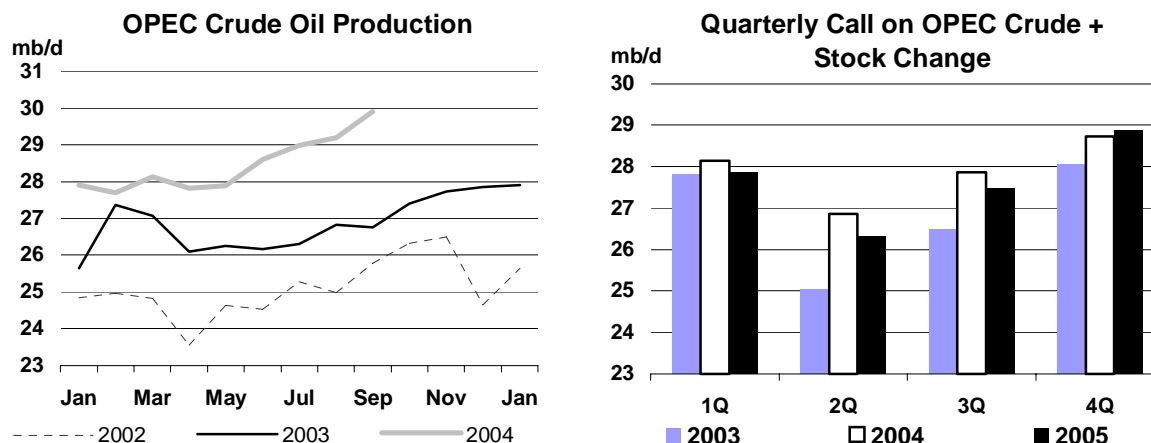 OPEC Crude Oil Production
mb/d
31
30
29
28
27
26
25
24
23
Jan Mar May Jul Sep Nov Jan
2002 2003 2004
Quarterly Call on OPEC Crude +
Stock Change
mb/d
30
29
28
27
26
25
24
23
1Q 2Q 3Q 4Q
2003 2004 2005